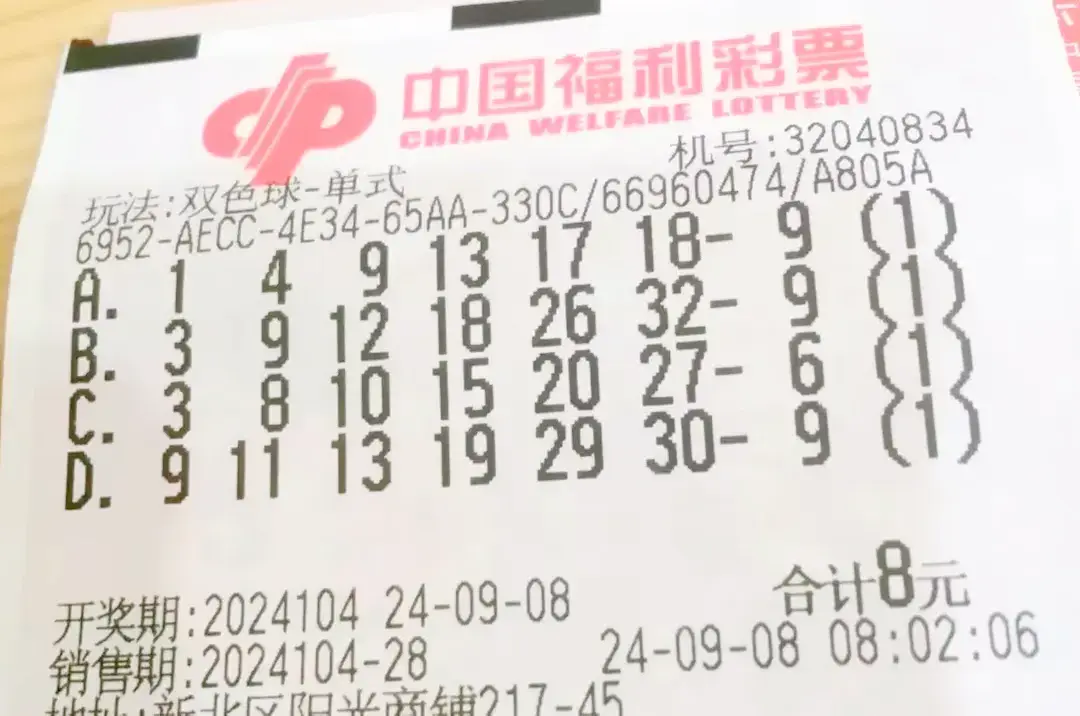 中国福利彩票
CHINA WELFARE LOTTERY
机号:32040834
玩法:双色球-单式
6952-AECC-4E34-65AA-330C/66960474/A805A
A. 1 4 9 13 17 18- 9 (1)
B. 3 9 12 18 26 32- 9 (1)
C. 3 8 10 15 20 27- 6 (1)
D. 9 11 13 19 29 30- 9 (1)
合计8元
开奖期:2024104 24-09-08
销售期:2024104-28 24-09-08 08:02:06
地址:新北区阳光商铺217-45